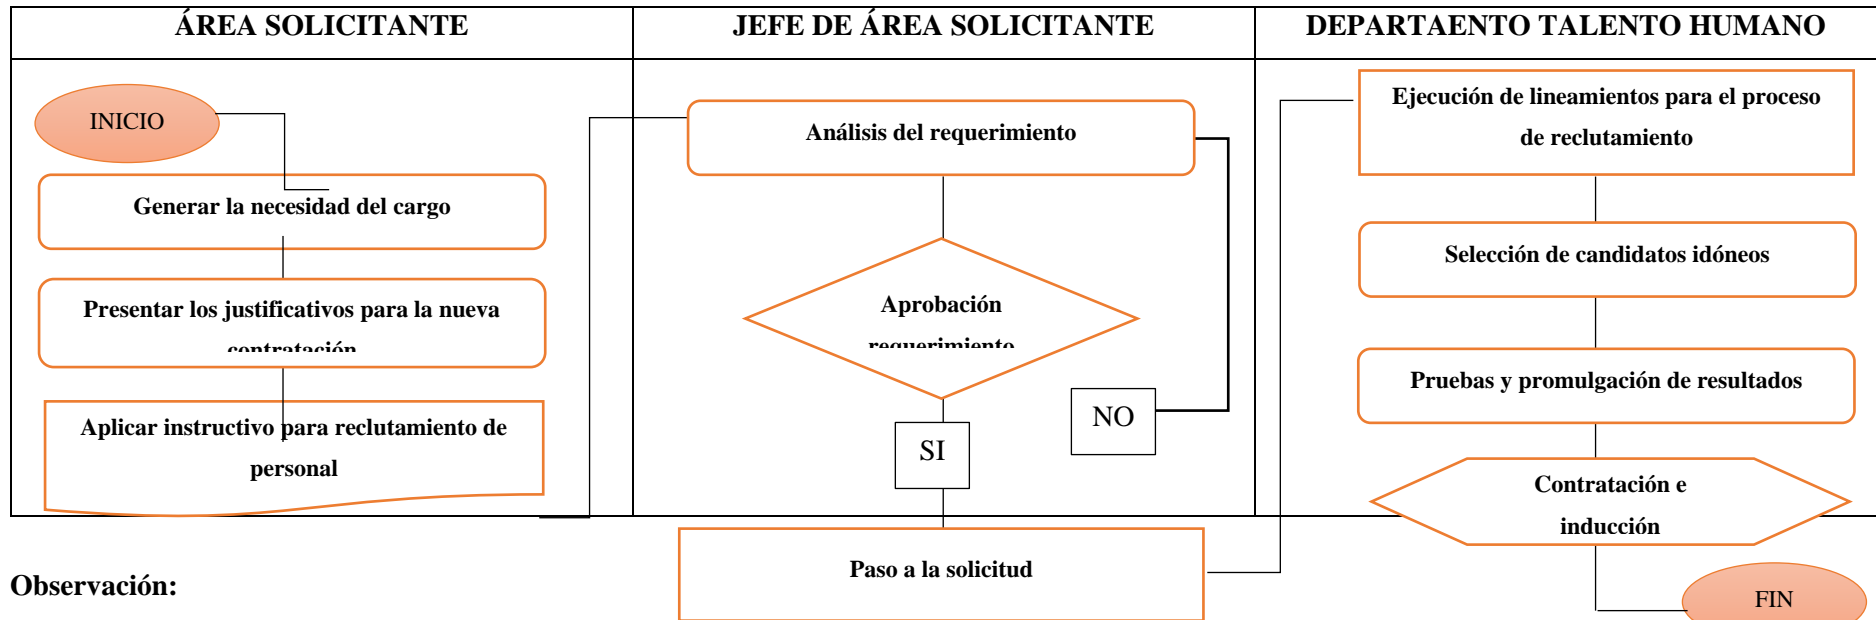 ÁREA SOLICITANTE
JEFE DE ÁREA SOLICITANTE
DEPARTAENTO TALENTO HUMANO
INICIO
Generar la necesidad del cargo
Presentar los justificativos para la nueva
contratación
Aplicar instructivo para reclutamiento de
personal
Análisis del requerimiento
Aprobación
requerimiento
NO
SI
Paso a la solicitud
Ejecución de lineamientos para el proceso
de reclutamiento
Selección de candidatos idóneos
Pruebas y promulgación de resultados
Contratación e
inducción
FIN
Observación: